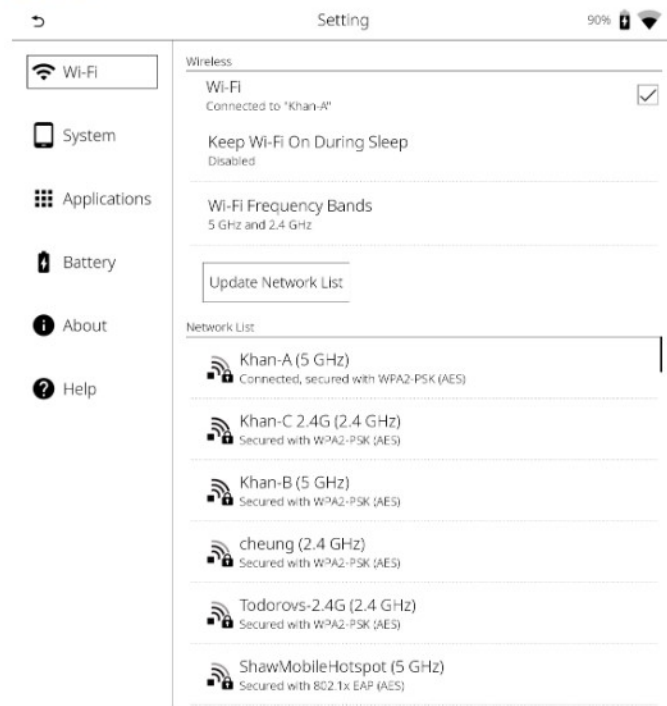 Setting
90%
Wi-Fi
System
Applications
Battery
About
Help
Wireless
Wi-Fi
Connected to "Khan-A"
Keep Wi-Fi On During Sleep
Disabled
Wi-Fi Frequency Bands
5 GHz and 2.4 GHz
Update Network List
Network List
Khan-A (5 GHz)
Connected, secured with WPA2-PSK (AES)
Khan-C 2.4G (2.4 GHz)
Secured with WPA2-PSK (AES)
Khan-B (5 GHz)
Secured with WPA2-PSK (AES)
cheung (2.4 GHz)
Secured with WPA2-PSK (AES)
Todorovs-2.4G (2.4 GHz)
Secured with WPA2-PSK (AES)
ShawMobileHotspot (5 GHz)
Secured with 802.1x EAP (AES)